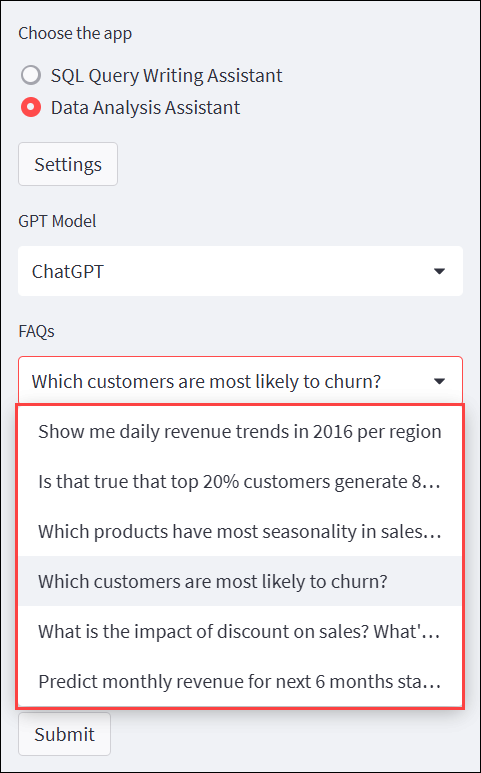 Choose the app
SQL Query Writing Assistant
Data Analysis Assistant
Settings
GPT Model
ChatGPT
FAQs
Which customers are most likely to churn?
Show me daily revenue trends in 2016 per region
Is that true that top 20% customers generate 8...
Which products have most seasonality in sales...
Which customers are most likely to churn?
What is the impact of discount on sales? What'...
Predict monthly revenue for next 6 months sta...
Submit